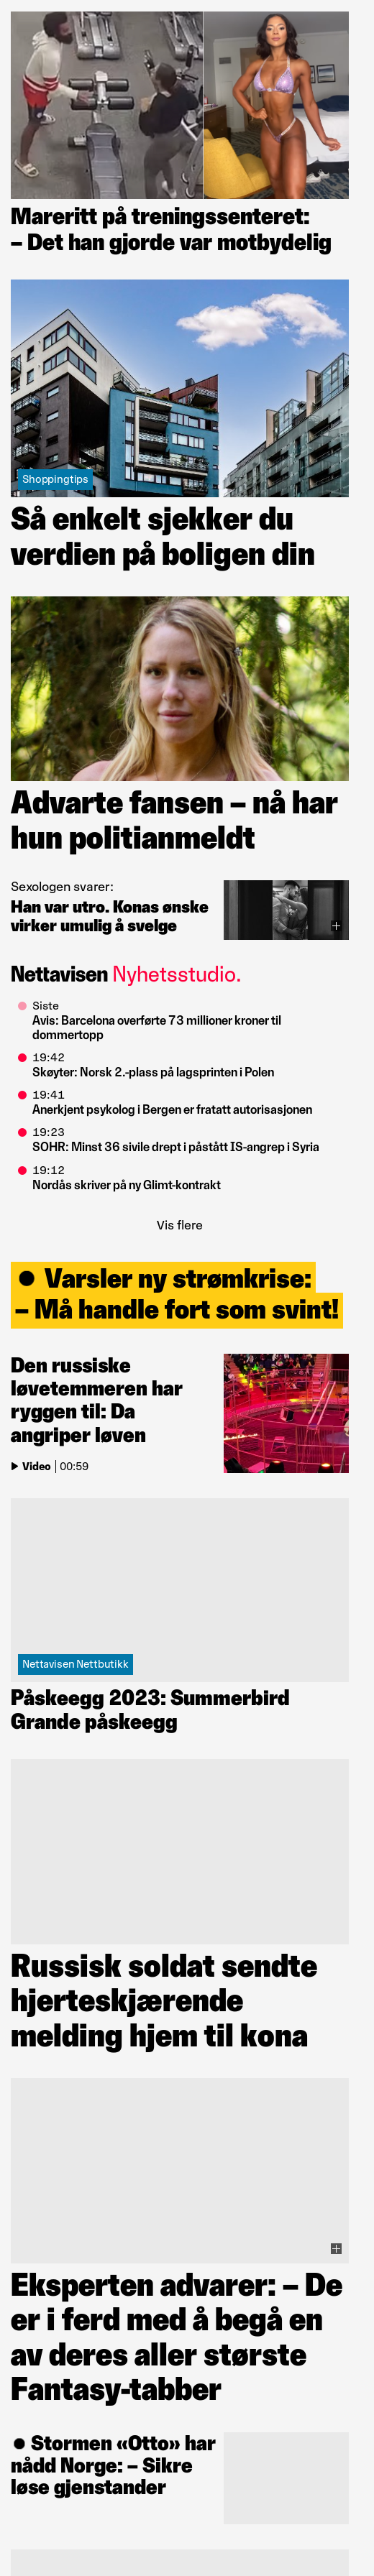 Mareritt på treningssenteret:
– Det han gjorde var motbydelig
Shoppingtips
Så enkelt sjekker du
verdien på boligen din
Advarte fansen – nå har
hun politianmeldt
Sexologen svarer:
Han var utro. Konas ønske
virker umulig å svelge
Nettavisen Nyhetsstudio.
Siste
Avis: Barcelona overførte 73 millioner kroner til
dommertopp
19:42
Skøyter: Norsk 2.-plass på lagsprinten i Polen
19:41
Anerkjent psykolog i Bergen er fratatt autorisasjonen
19:23
SOHR: Minst 36 sivile drept i påstått IS-angrep i Syria
19:12
Nordås skriver på ny Glimt-kontrakt
Vis flere
Varsler ny strømkrise:
– Må handle fort som svint!
Den russiske
løvetemmeren har
ryggen til: Da
angriper løven
Video | 00:59
Nettavisen Nettbutikk
Påskeegg 2023: Summerbird
Grande påskeegg
Russisk soldat sendte
hjerteskjærende
melding hjem til kona
Eksperten advarer: – De
er i ferd med å begå en
av deres aller største
Fantasy-tabber
Stormen «Otto» har
nådd Norge: – Sikre
løse gjenstander